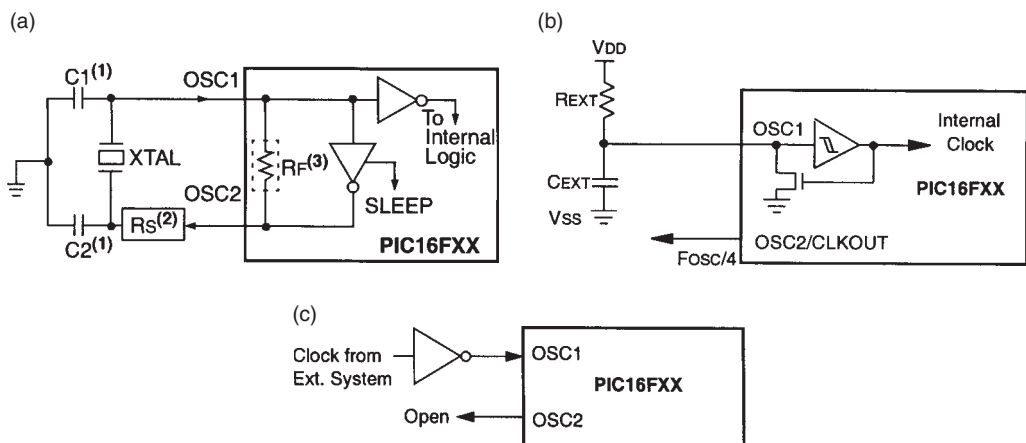 (a)
C1(1)
OSC1
To
Internal
Logic
XTAL
RF(3)
OSC2
SLEEP
C2(1)
RS(2)
PIC16FXX
(b)
VDD
REXT
OSC1
Internal
Clock
CEXT
VSS
PIC16FXX
OSC2/CLKOUT
FOSC/4
(c)
Clock from
Ext. System
OSC1
PIC16FXX
Open
OSC2